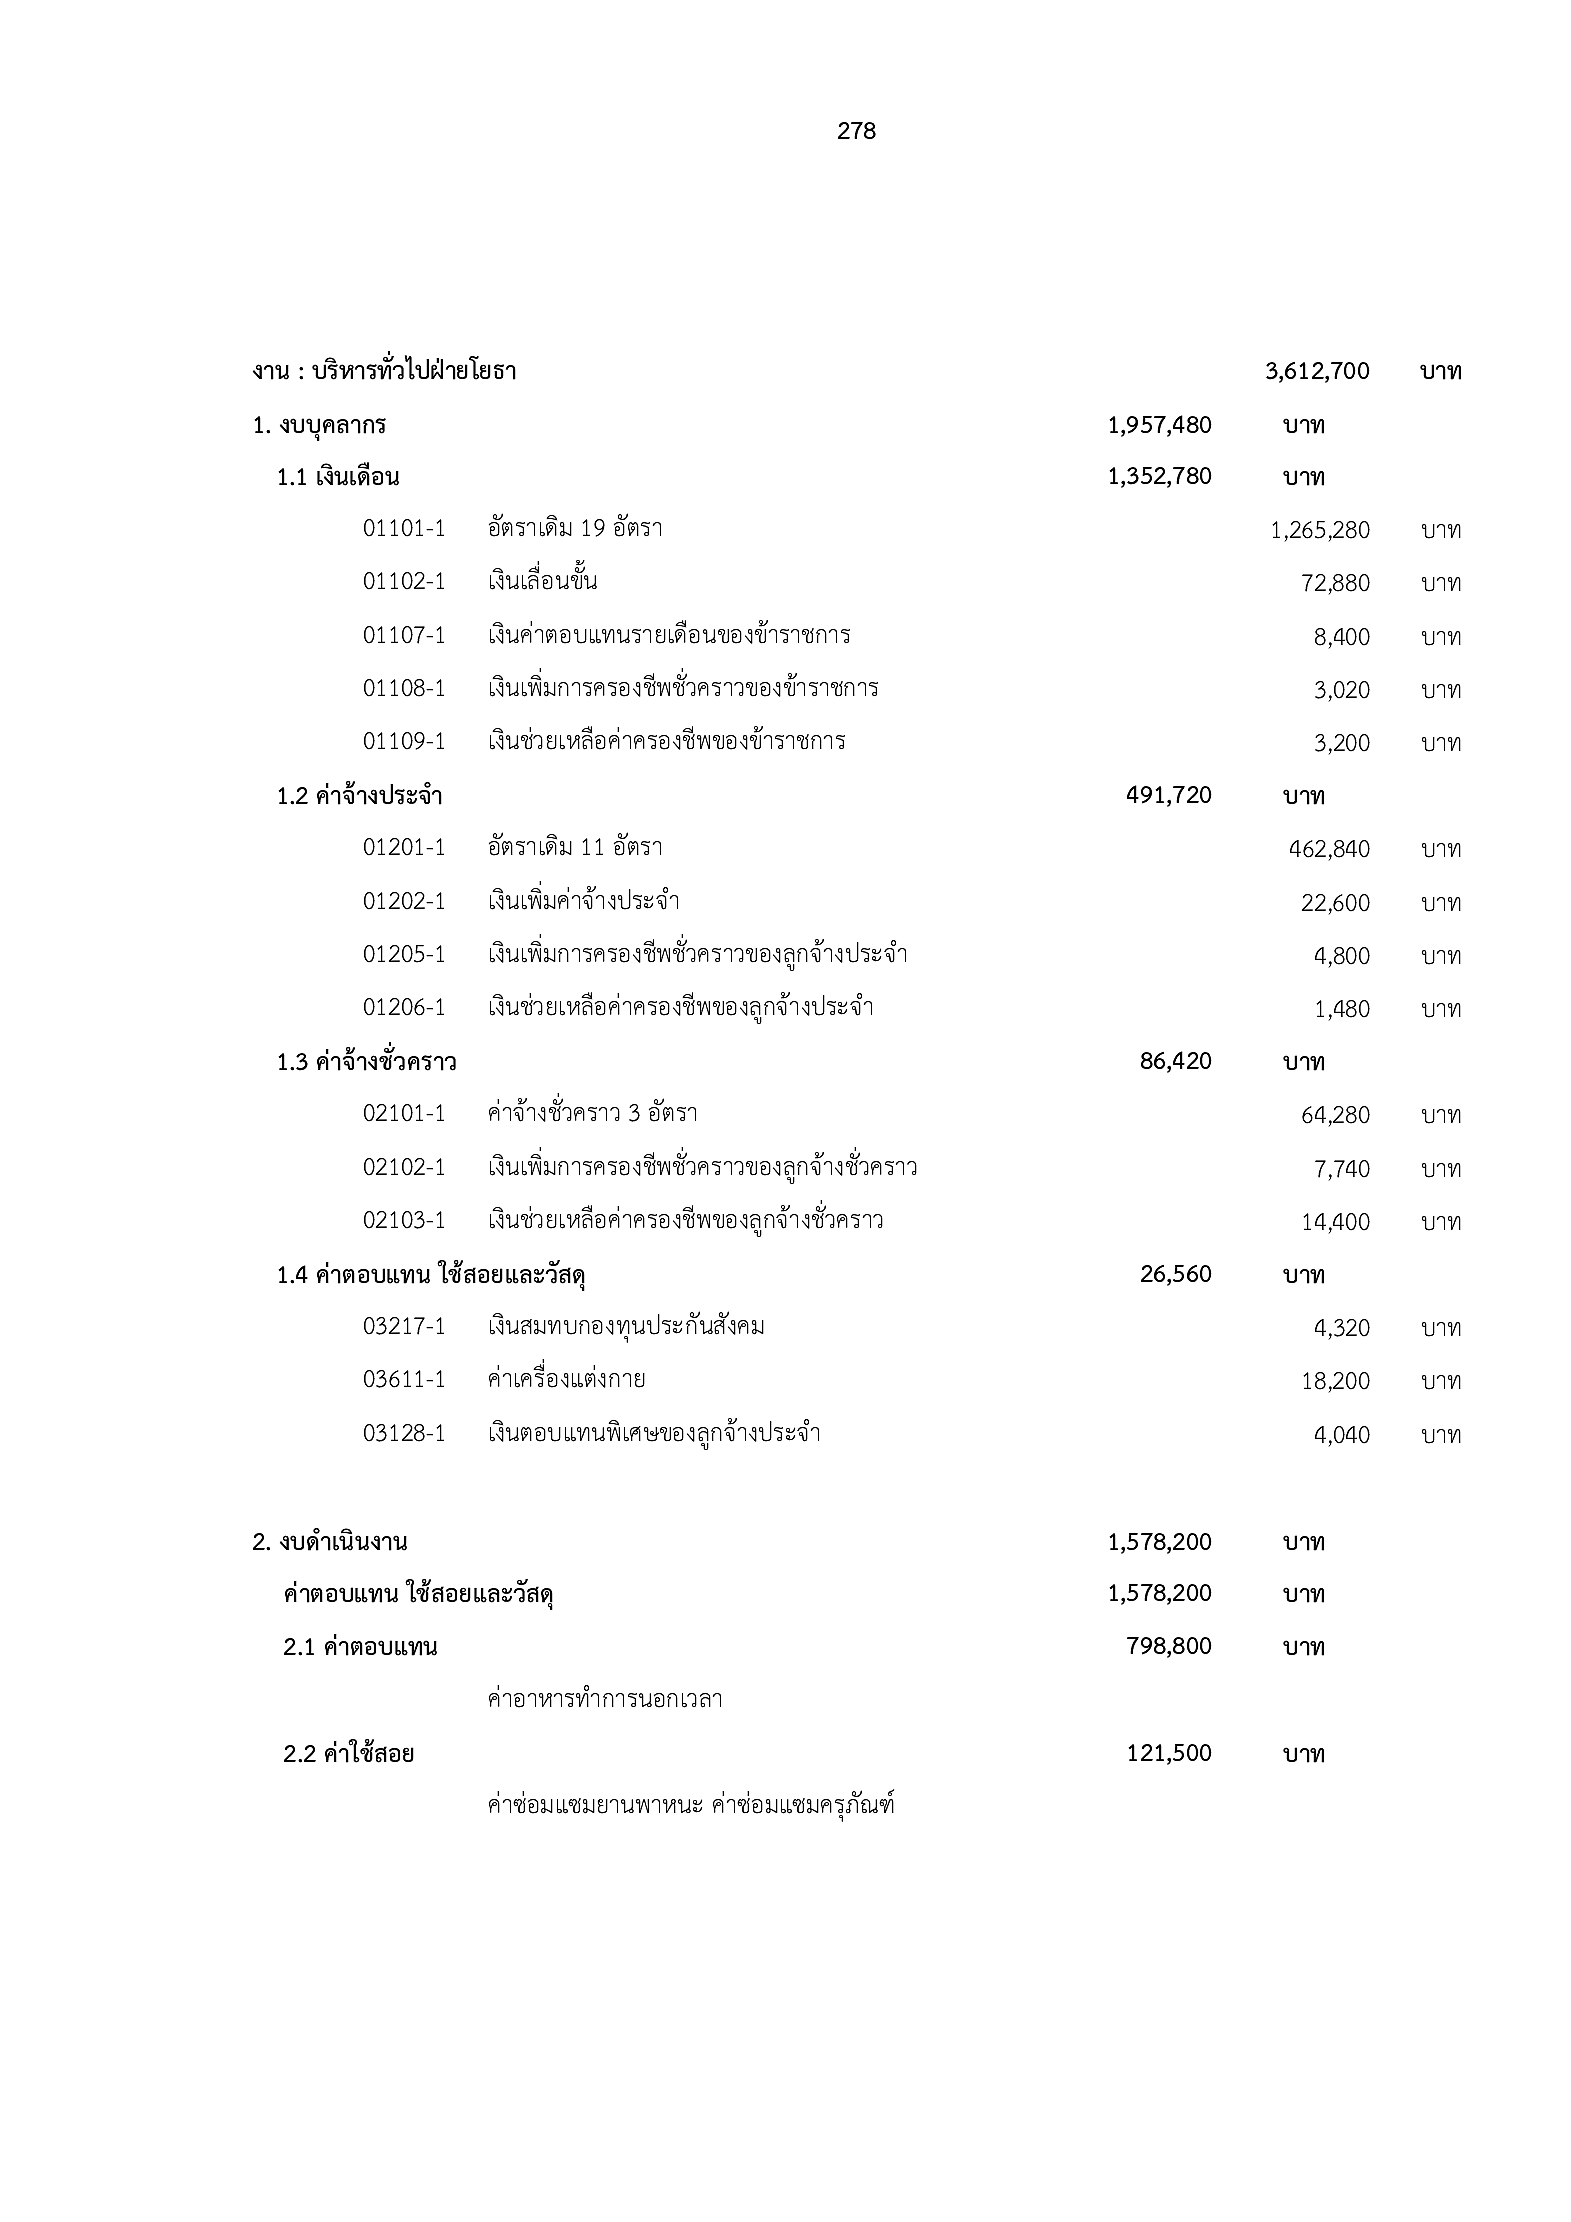 278
งาน : บริหารทั่วไปฝ่ายโยธา 3,612,700 บาท
1. งบบุคลากร 1,957,480 บาท
1.1 เงินเดือน 1,352,780 บาท
01101-1 อัตราเดิม 19 อัตรา 1,265,280 บาท
01102-1 เงินเลื่อนขั้น 72,880 บาท
01107-1 เงินค่าตอบแทนรายเดือนของข้าราชการ 8,400 บาท
01108-1 เงินเพิ่มการครองชีพชั่วคราวของข้าราชการ 3,020 บาท
01109-1 เงินช่วยเหลือค่าครองชีพของข้าราชการ 3,200 บาท
1.2 ค่าจ้างประจำ 491,720 บาท
01201-1 อัตราเดิม 11 อัตรา 462,840 บาท
01202-1 เงินเพิ่มค่าจ้างประจำ 22,600 บาท
01205-1 เงินเพิ่มการครองชีพชั่วคราวของลูกจ้างประจำ 4,800 บาท
01206-1 เงินช่วยเหลือค่าครองชีพของลูกจ้างประจำ 1,480 บาท
1.3 ค่าจ้างชั่วคราว 86,420 บาท
02101-1 ค่าจ้างชั่วคราว 3 อัตรา 64,280 บาท
02102-1 เงินเพิ่มการครองชีพชั่วคราวของลูกจ้างชั่วคราว 7,740 บาท
02103-1 เงินช่วยเหลือค่าครองชีพของลูกจ้างชั่วคราว 14,400 บาท
1.4 ค่าตอบแทน ใช้สอยและวัสดุ 26,560 บาท
03217-1 เงินสมทบกองทุนประกันสังคม 4,320 บาท
03611-1 ค่าเครื่องแต่งกาย 18,200 บาท
03128-1 เงินตอบแทนพิเศษของลูกจ้างประจำ 4,040 บาท
2. งบดำเนินงาน 1,578,200 บาท
ค่าตอบแทน ใช้สอยและวัสดุ 1,578,200 บาท
2.1 ค่าตอบแทน 798,800 บาท
ค่าอาหารทำการนอกเวลา
2.2 ค่าใช้สอย 121,500 บาท
ค่าซ่อมแซมยานพาหนะ ค่าซ่อมแซมครุภัณฑ์